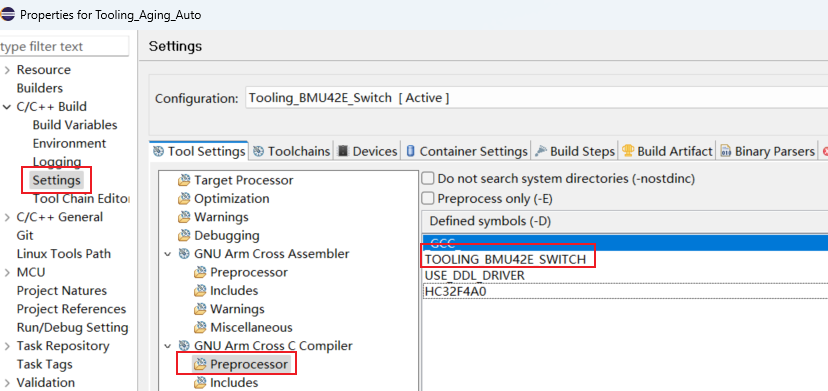 Properties for Tooling_Aging_Auto
type filter text
Resource
Builders
C/C++ Build
Build Variables
Environment
Logging
Settings
Tool Chain Editor
C/C++ General
Git
Linux Tools Path
MCU
Project Natures
Project References
Run/Debug Setting
Task Repository
Task Tags
Validation
Settings
Configuration: Tooling_BMU42E_Switch [ Active ]
Tool Settings Toolchains Devices Container Settings Build Steps Build Artifact Binary Parsers
Target Processor
Optimization
Warnings
Debugging
GNU Arm Cross Assembler
Preprocessor
Includes
Warnings
Miscellaneous
GNU Arm Cross C Compiler
Preprocessor
Includes
Do not search system directories (-nostdinc)
Preprocess only (-E)
Defined symbols (-D)
TOOLING_BMU42E_SWITCH
USE_DDL_DRIVER
HC32F4A0